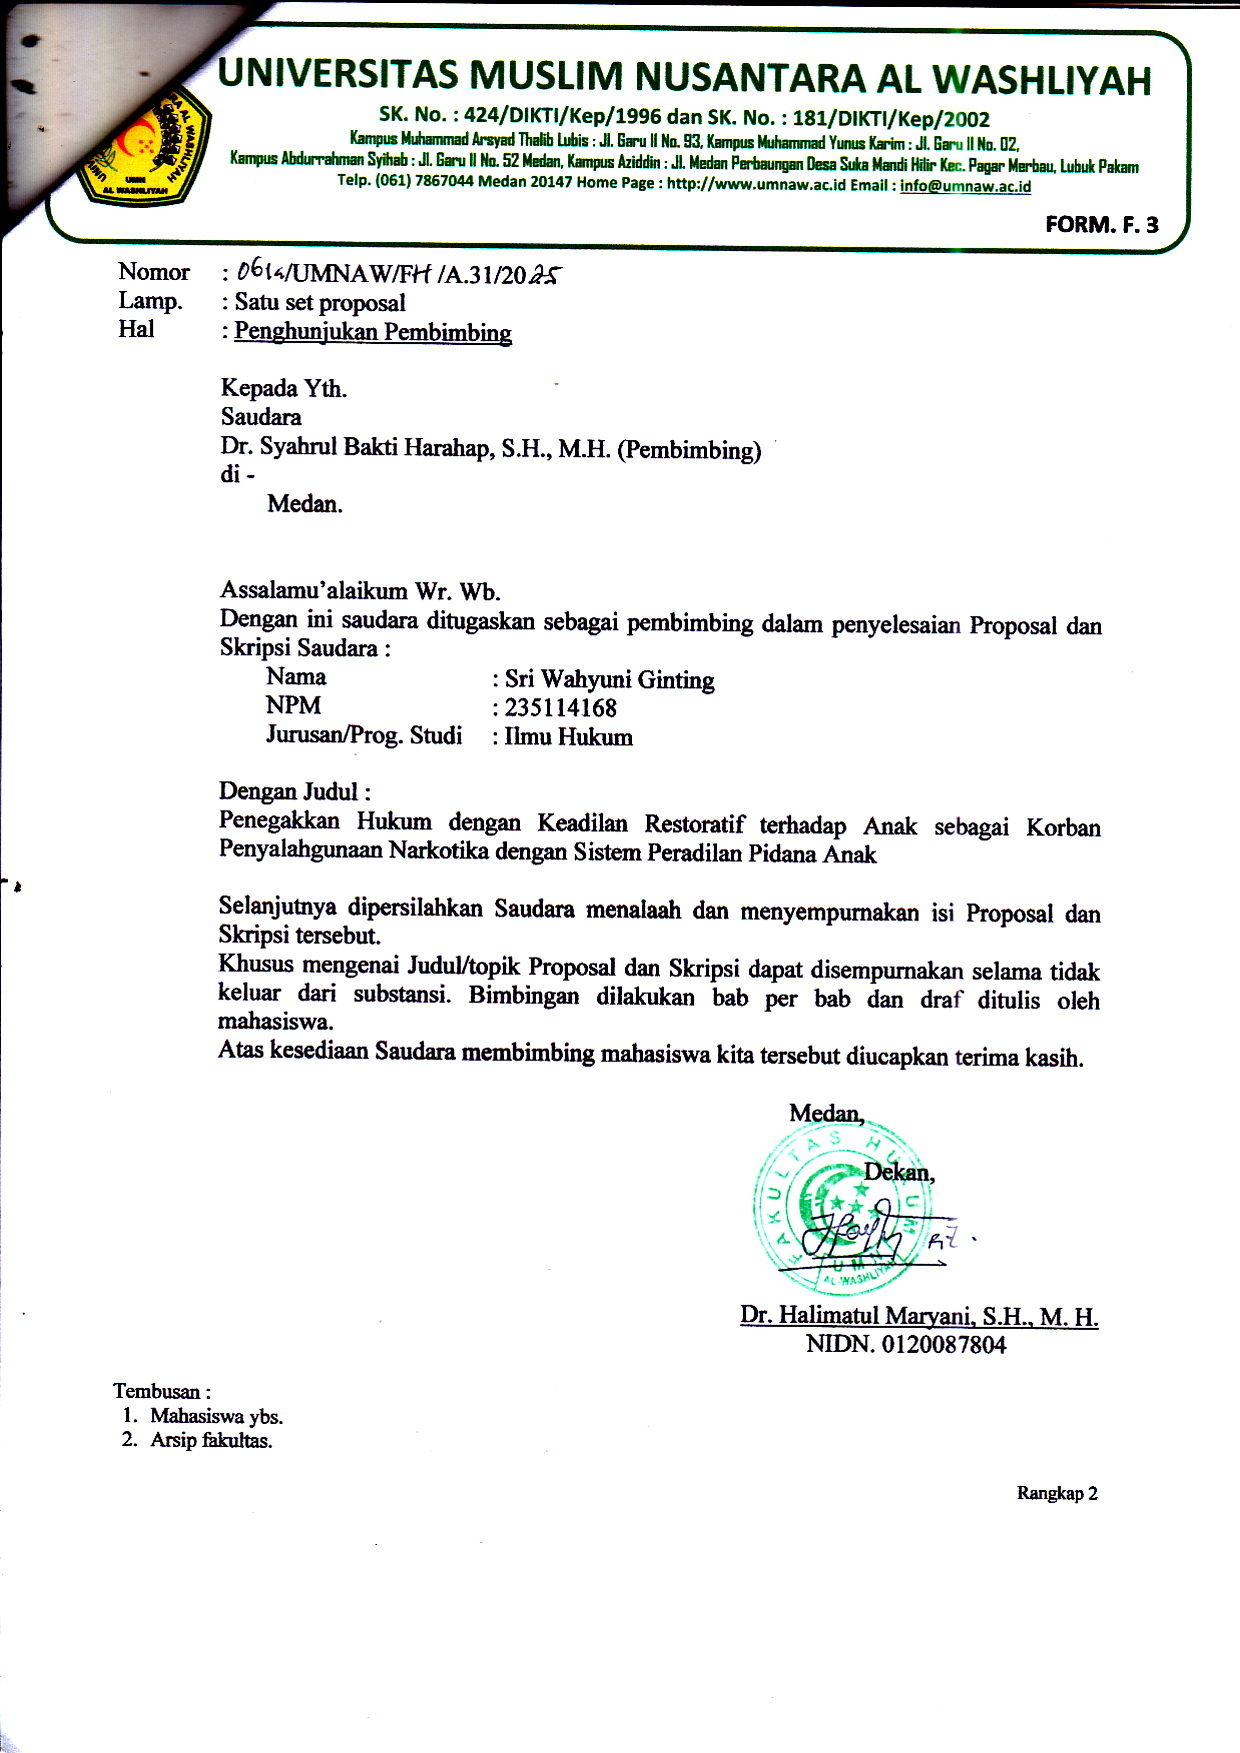 UNIVERSITAS MUSLIM NUSANTARA AL WASHLIYAH
SK. No. : 424/DIKTI/Kep/1996 dan SK. No. : 181/DIKTI/Kep/2002
Kampus Muhammad Arsyad Thalib Lubis : Jl. Garu II No. 93, Kampus Muhammad Yunus Karim : Jl. Garu II No. 02,
Kampus Abdurrahman Syihab : Jl. Garu II No. 52 Medan, Kampus Aziddin : Jl. Medan Perbaungan Desa Suka Mandi Hilir Kec. Pagar Merbau, Lubuk Pakam
Telp. (061) 7867044 Medan 20147 Home Page : http://www.umnaw.ac.id Email : info@umnaw.ac.id
UMN
AL WASHLIYAH
FORM. F. 3
Nomor : 0614/UMNAW/FH/A.31/2025
Lamp. : Satu set proposal
Hal : Penghunjukan Pembimbing
Kepada Yth.
Saudara
Dr. Syahrul Bakti Harahap, S.H., M.H. (Pembimbing)
di -
Medan.
Assalamu'alaikum Wr. Wb.
Dengan ini saudara ditugaskan sebagai pembimbing dalam penyelesaian Proposal dan
Skripsi Saudara :
Nama : Sri Wahyuni Ginting
NPM : 235114168
Jurusan/Prog. Studi : Ilmu Hukum
Dengan Judul :
Penegakkan Hukum dengan Keadilan Restoratif terhadap Anak sebagai Korban
Penyalahgunaan Narkotika dengan Sistem Peradilan Pidana Anak
Selanjutnya dipersilahkan Saudara menalaah dan menyempurnakan isi Proposal dan
Skripsi tersebut.
Khusus mengenai Judul/topik Proposal dan Skripsi dapat disempurnakan selama tidak
keluar dari substansi. Bimbingan dilakukan bab per bab dan draf ditulis oleh
mahasiswa.
Atas kesediaan Saudara membimbing mahasiswa kita tersebut diucapkan terima kasih.
Medan,
Dekan,
FAKULTAS HUKUM
UMN
AL-WASHLIYAH
Dr. Halimatul Maryani, S.H., M. H.
NIDN. 0120087804
Tembusan :
1. Mahasiswa ybs.
2. Arsip fakultas.
Rangkap 2